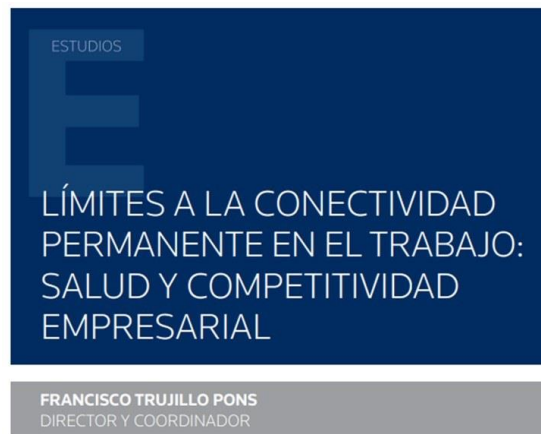 ESTUDIOS
E
LÍMITES A LA CONECTIVIDAD
PERMANENTE EN EL TRABAJO:
SALUD Y COMPETITIVIDAD
EMPRESARIAL
FRANCISCO TRUJILLO PONS
DIRECTOR Y COORDINADOR